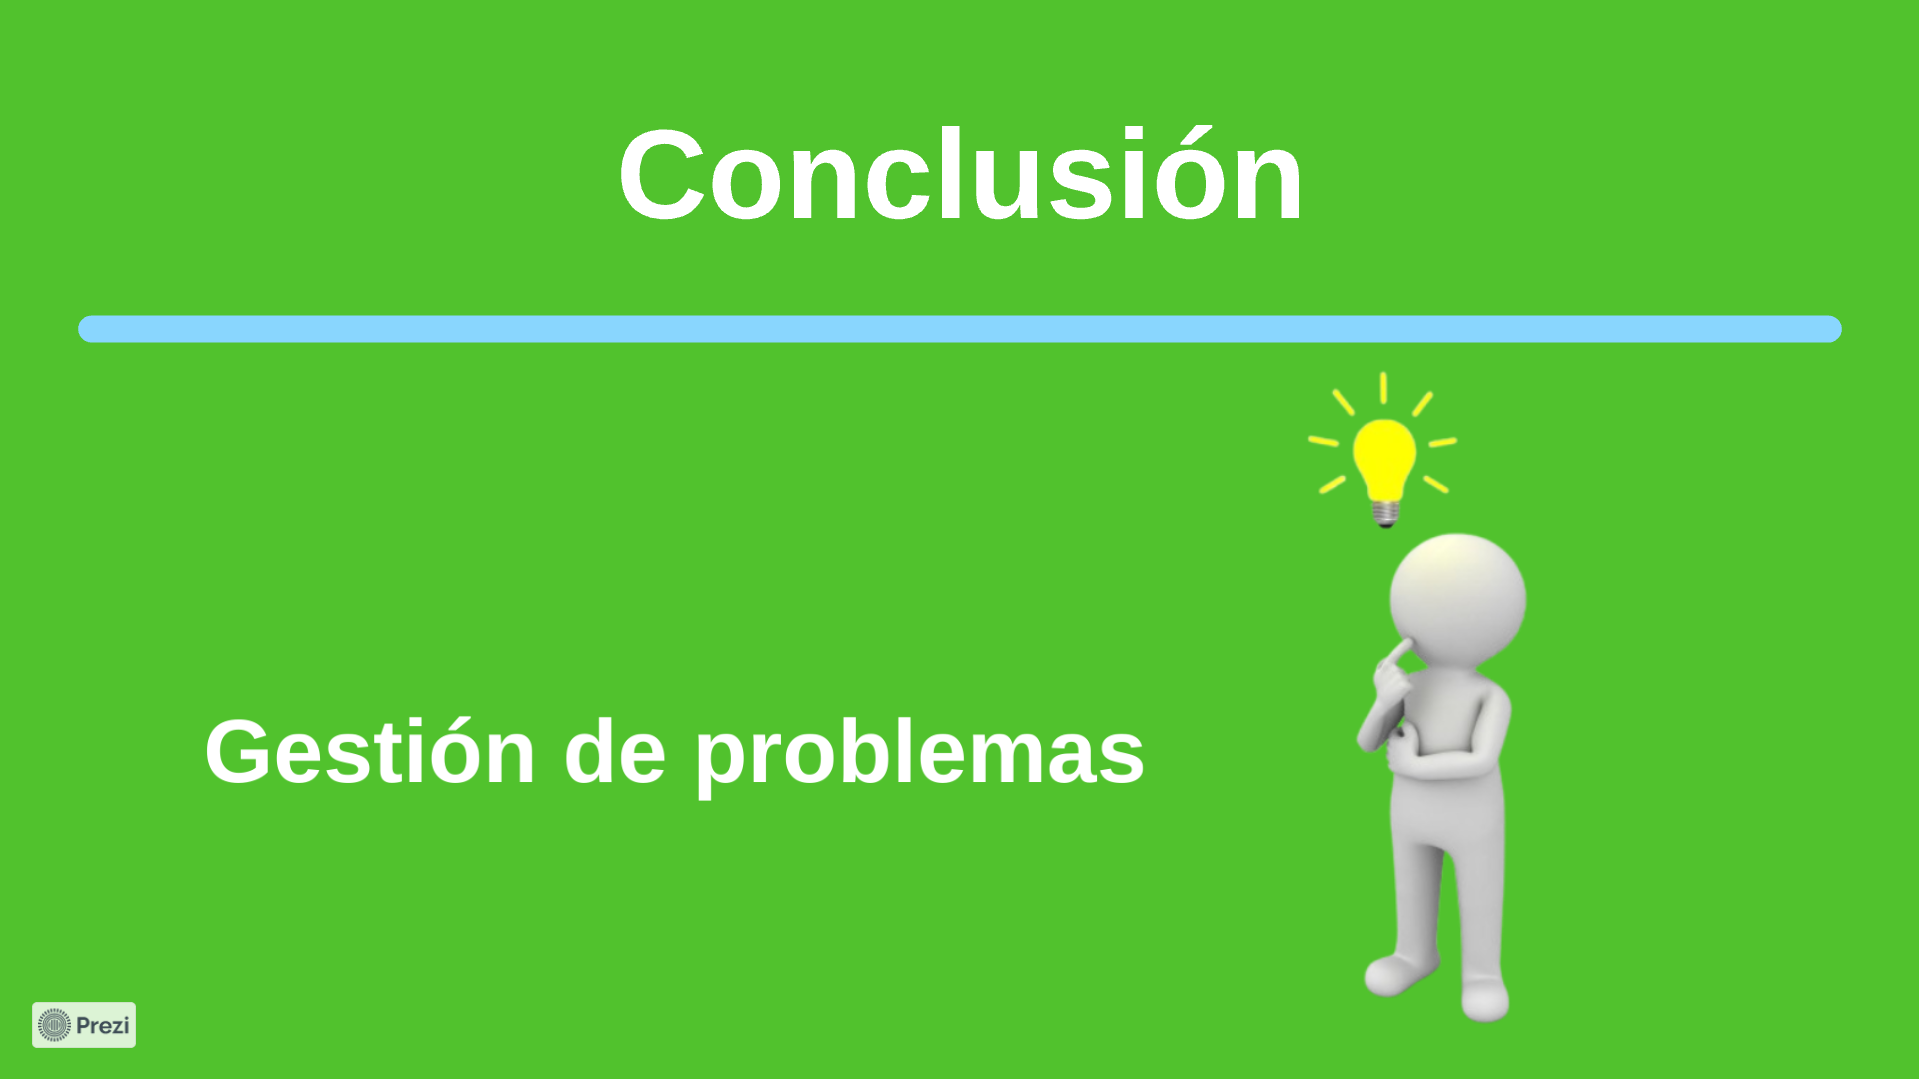 Conclusión
Gestión de problemas
Prezi